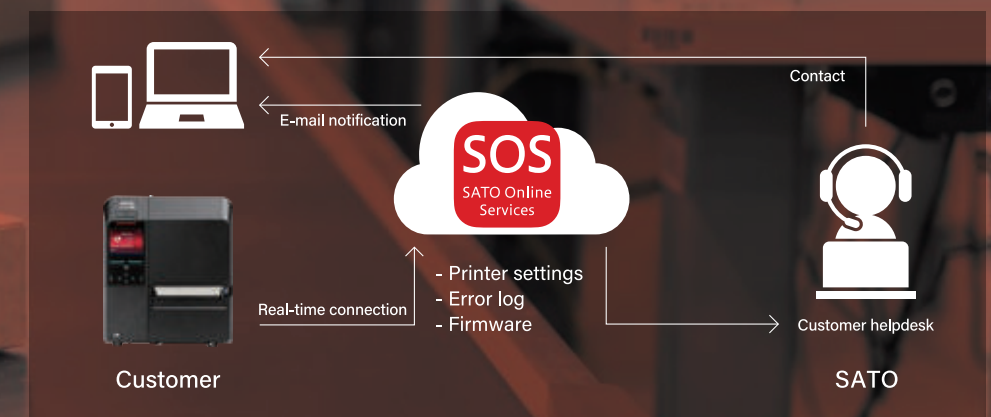 Contact
E-mail notification
SOS
SATO Online
Services
- Printer settings
- Error log
- Firmware
Real-time connection
Customer helpdesk
Customer
SATO